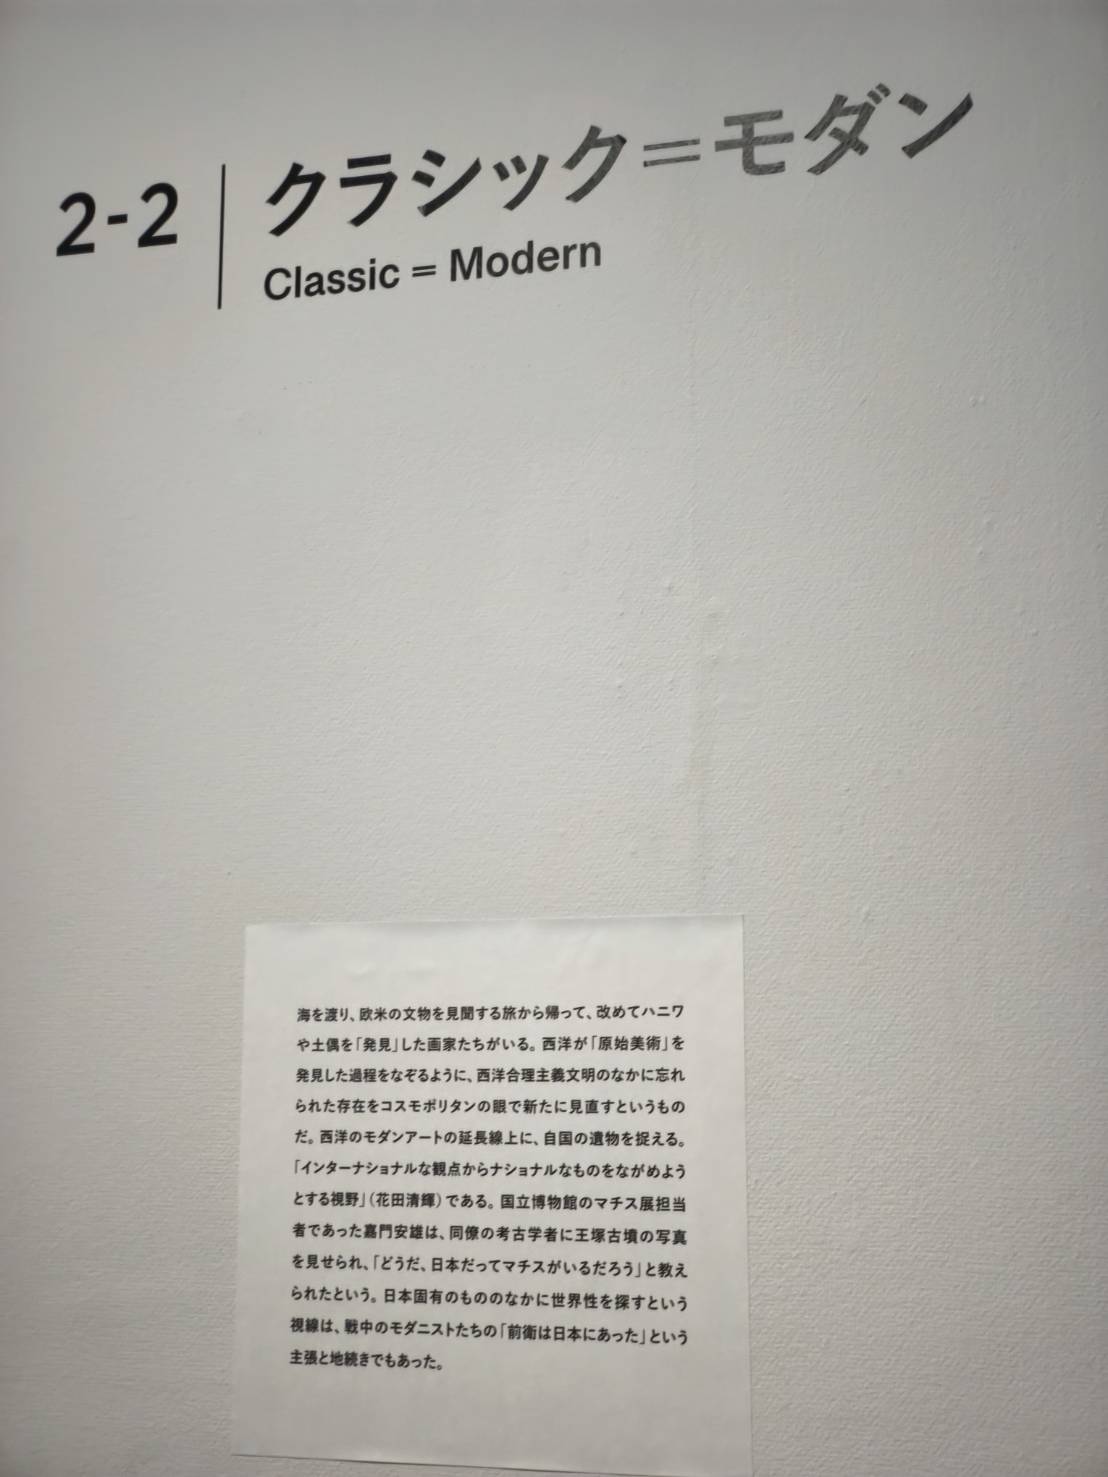 2-2
クラシック=モダン
Classic = Modern
海を渡り、欧米の文物を見聞する旅から帰って、改めてハニワ
や土偶を「発見」した画家たちがいる。西洋が「原始美術」を
発見した過程をなぞるように、西洋合理主義文明のなかに忘れ
られた存在をコスモポリタンの眼で新たに見直すというもの
だ。西洋のモダンアートの延長線上に、自国の遺物を捉える。
「インターナショナルな観点からナショナルなものをながめよう
とする視野」(花田清輝)である。国立博物館のマチス展担当
者であった嘉門安雄は、同僚の考古学者に王塚古墳の写真
を見せられ、「どうだ、日本だってマチスがいるだろう」と教え
られたという。日本固有のもののなかに世界性を探すという
視線は、戦中のモダニストたちの「前衛は日本にあった」という
主張と地続きでもあった。